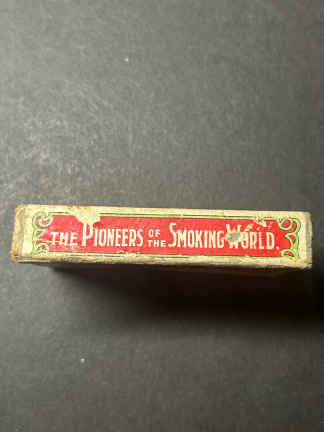 THE PIONEERS OF THE SMOKING WORLD.